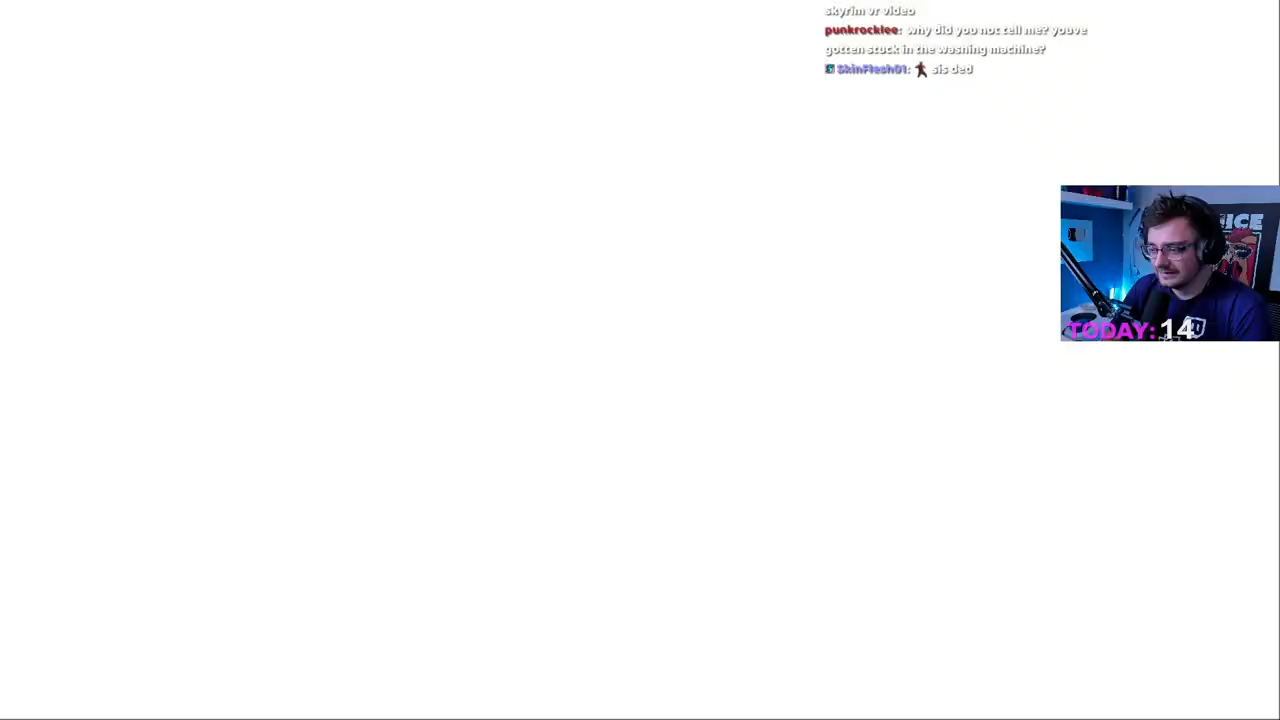 skyrim vr video
punkrocklee: why did you not tell me? youve
gotten stuck in the washing machine?
SkinFlesh01: sis ded
ICE
TODAY: 14